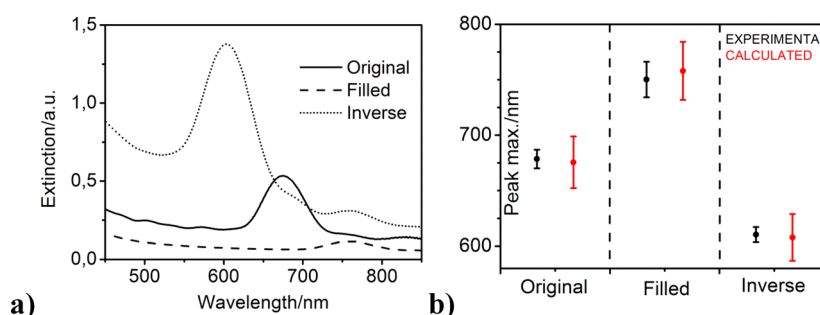 1,5
1,0
0,5
0,0
Extinction/a.u.
Original
Filled
Inverse
500
600
700
800
Wavelength/nm
a)
800
700
600
Peak max./nm
EXPERIMENTA
CALCULATED
Original
Filled
Inverse
b)